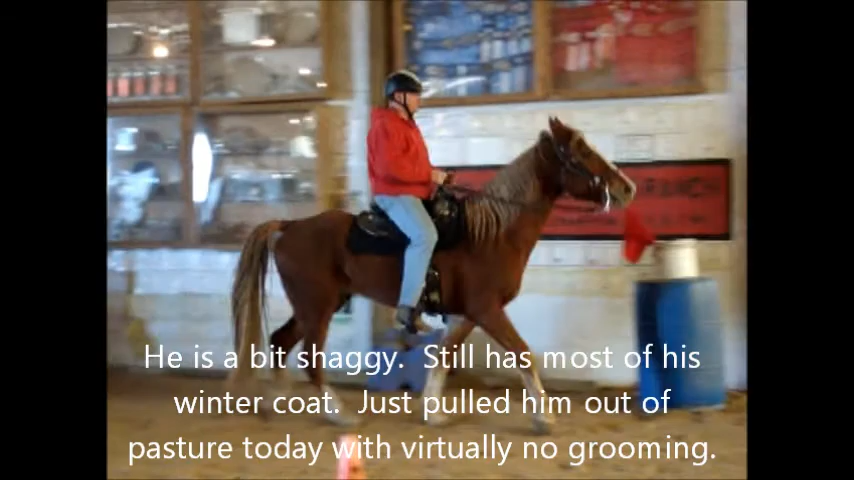 He is a bit shaggy.  Still has most of his
winter coat.  Just pulled him out of
pasture today with virtually no grooming.